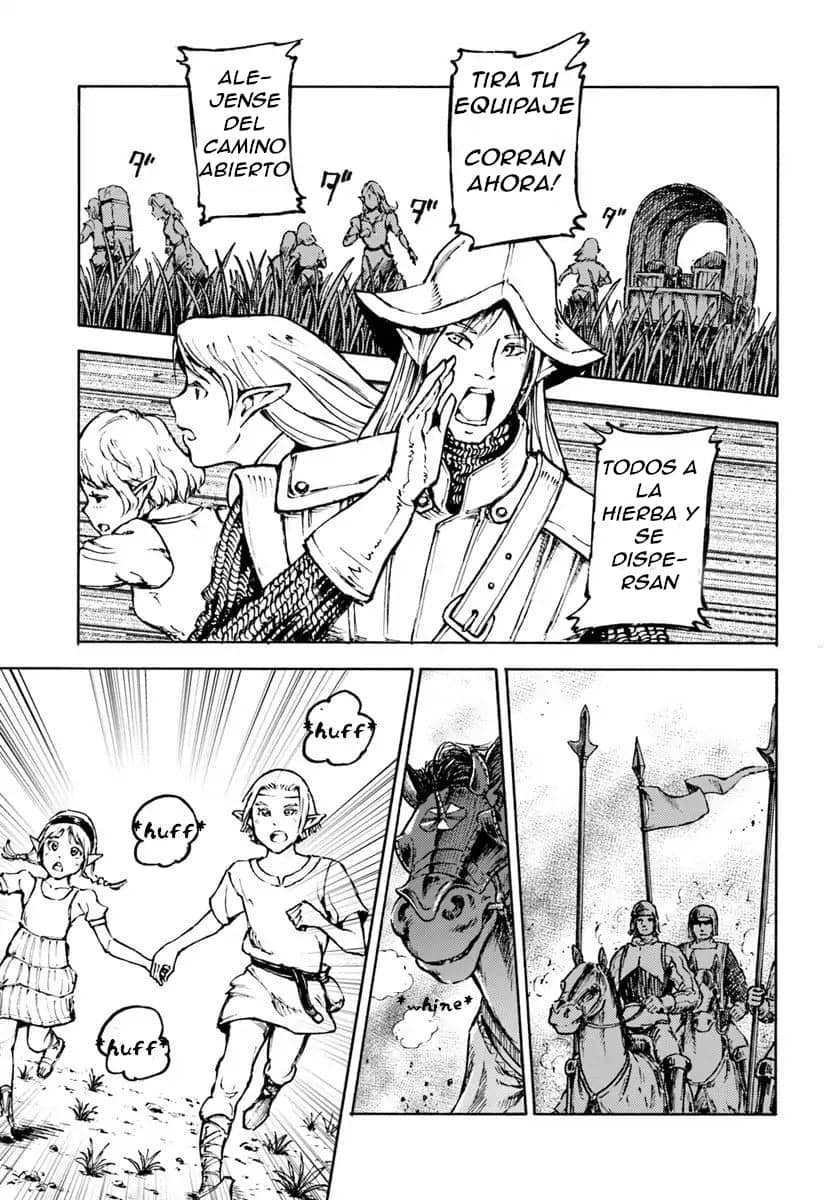 TIRA TU
EQUIPAJE
CORRAN
AHORA!
ALE-
JENSE
DEL
CAMINO
ABIERTO
ダ"
ダ"
ダ"
ダ"
TODOS A
LA
HIERBA Y
SE
DISPE-
RSAN
*whine*
*huff*
*huff*
*huff*